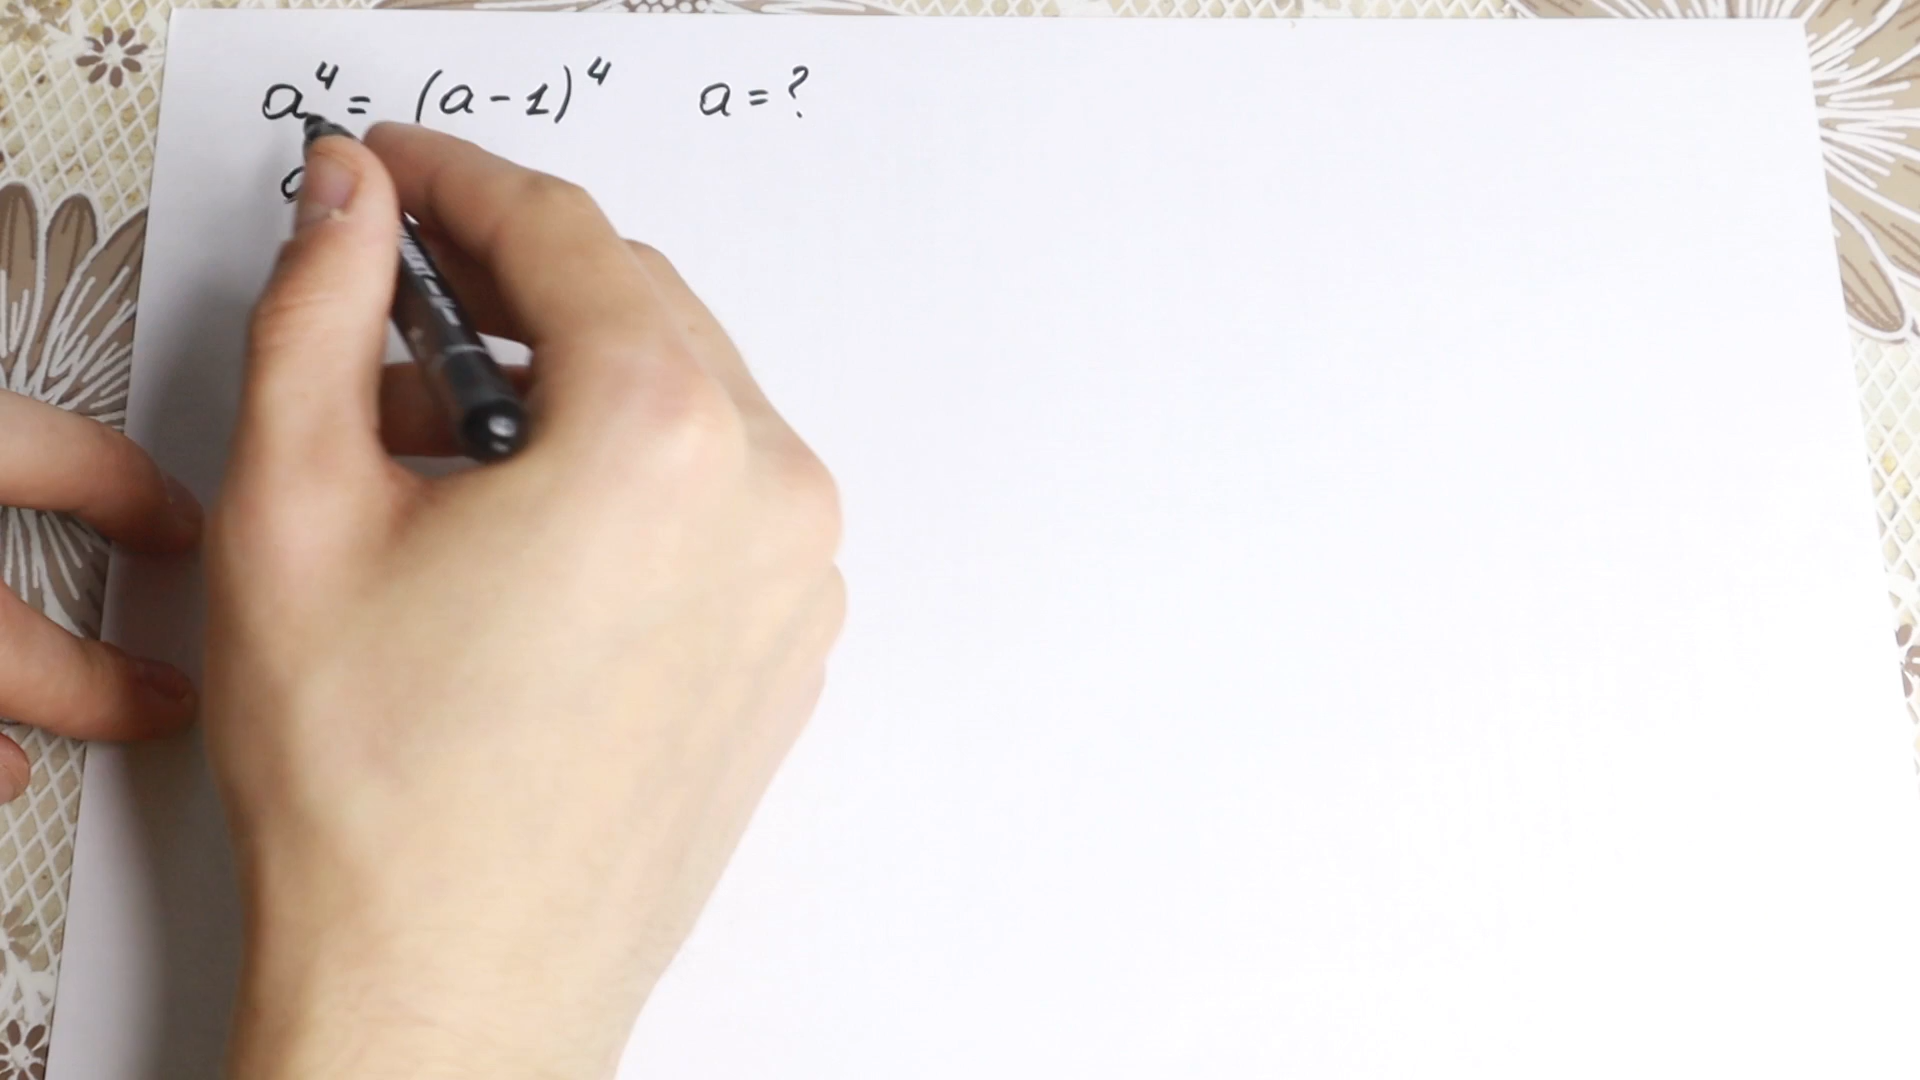 a⁴ = (a - 1)⁴ a = ?